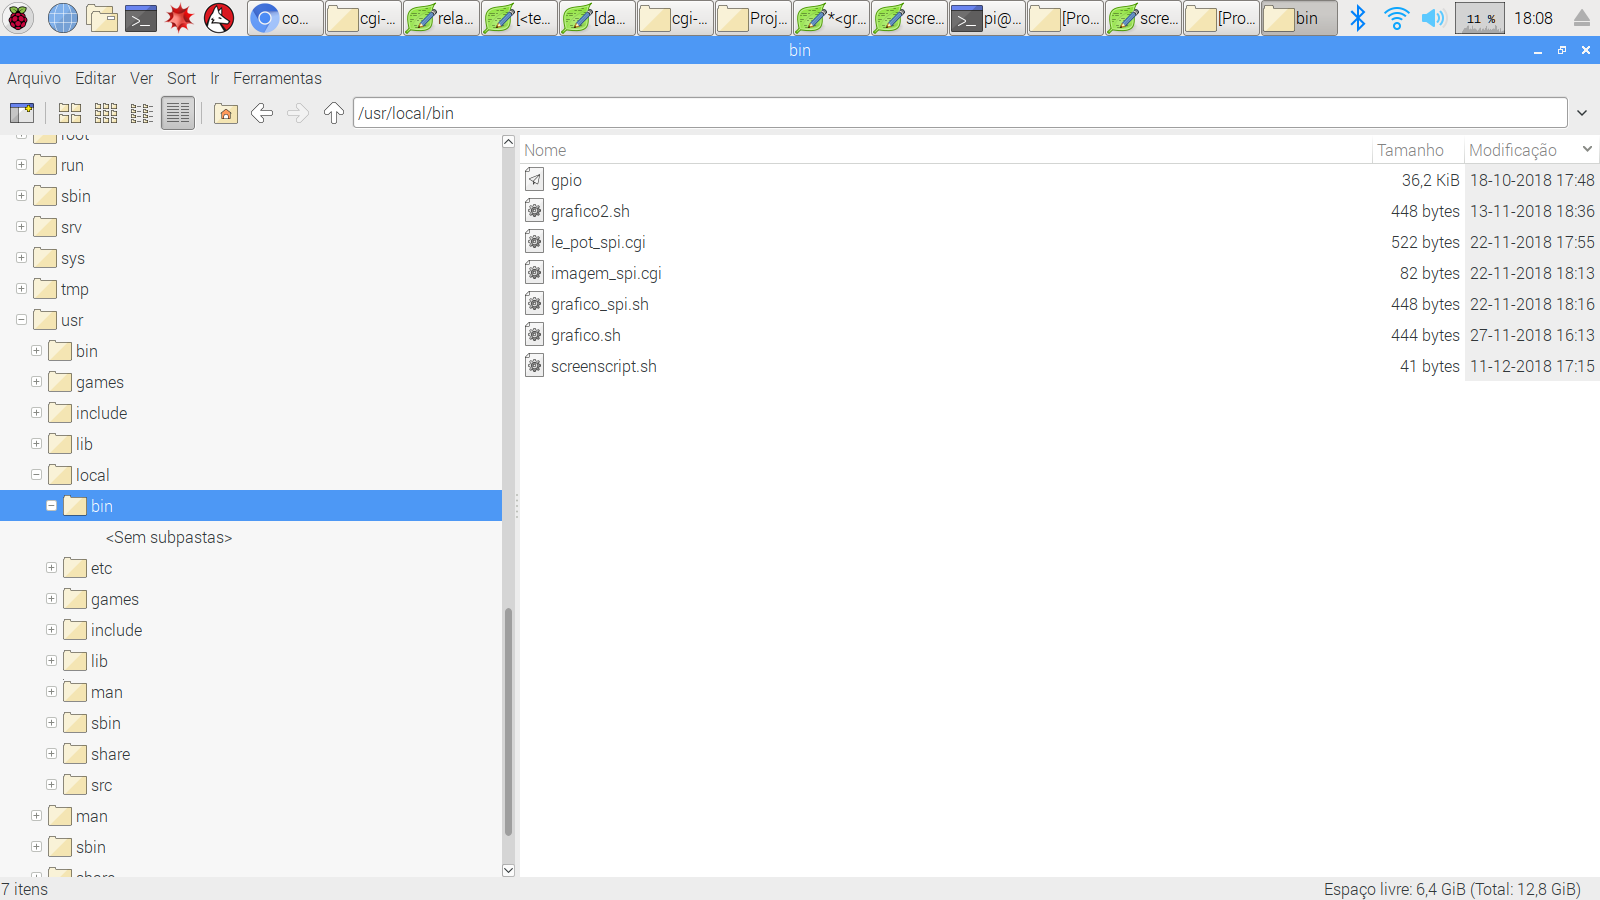 co... cgi-... rela... [<te... [da... cgi-... Proj... *<gr... scre... pi@... [Pro... scre... [Pro... bin 11 % 18:08
bin
Arquivo Editar Ver Sort Ir Ferramentas
/usr/local/bin
root
run
sbin
srv
sys
tmp
usr
bin
games
include
lib
local
bin
<Sem subpastas>
etc
games
include
lib
man
sbin
share
src
man
sbin
share
Nome Tamanho Modificação
gpio 36,2 KiB 18-10-2018 17:48
grafico2.sh 448 bytes 13-11-2018 18:36
le_pot_spi.cgi 522 bytes 22-11-2018 17:55
imagem_spi.cgi 82 bytes 22-11-2018 18:13
grafico_spi.sh 448 bytes 22-11-2018 18:16
grafico.sh 444 bytes 27-11-2018 16:13
screenscript.sh 41 bytes 11-12-2018 17:15
7 itens Espaço livre: 6,4 GiB (Total: 12,8 GiB)